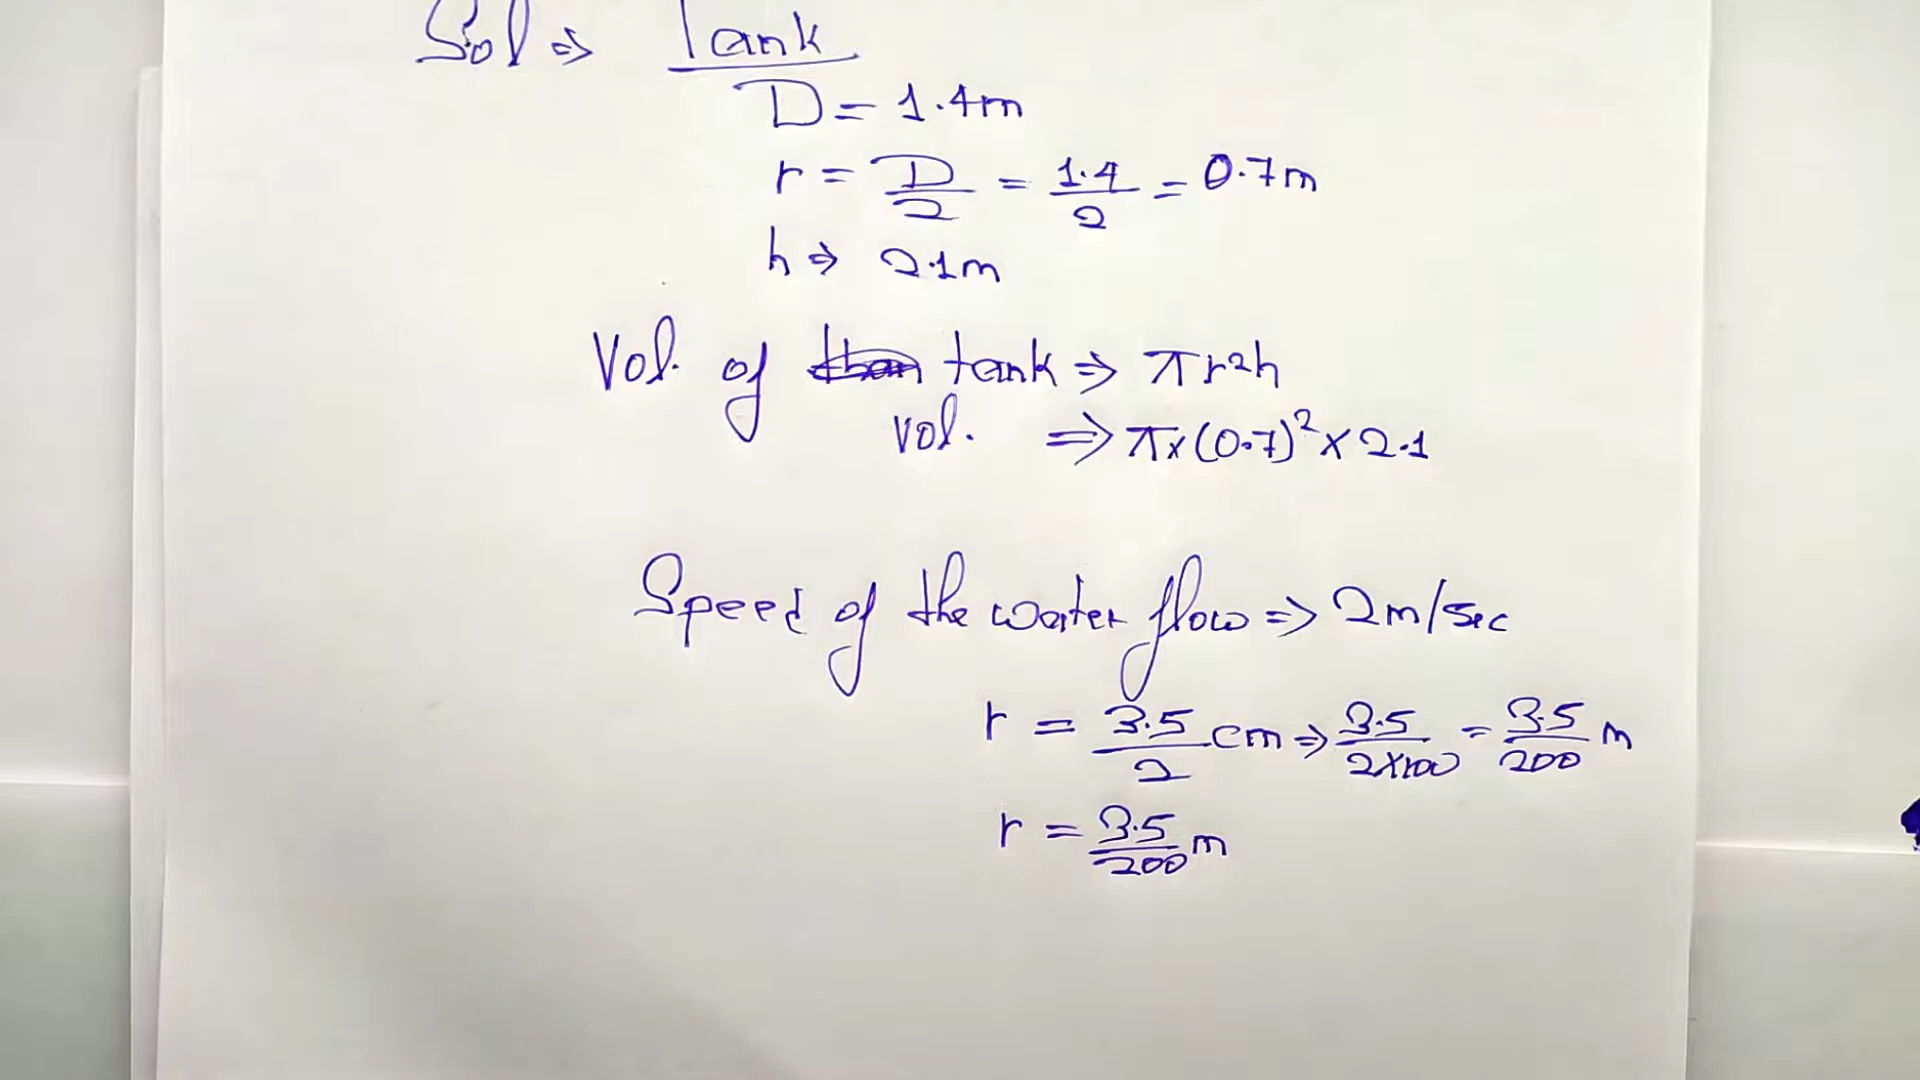 Sol ⇒ Tank
D = 1.4m
r = D/2 = 1.4/2 = 0.7m
h ⇒ 2.1m
Vol. of tank ⇒ πr²h
Vol. ⇒ π×(0.7)²×2.1
Speed of the water flow ⇒ 2m/sec
r = 3.5/2 cm ⇒ 3.5/2×100 = 3.5/200 m
r = 3.5/200 m